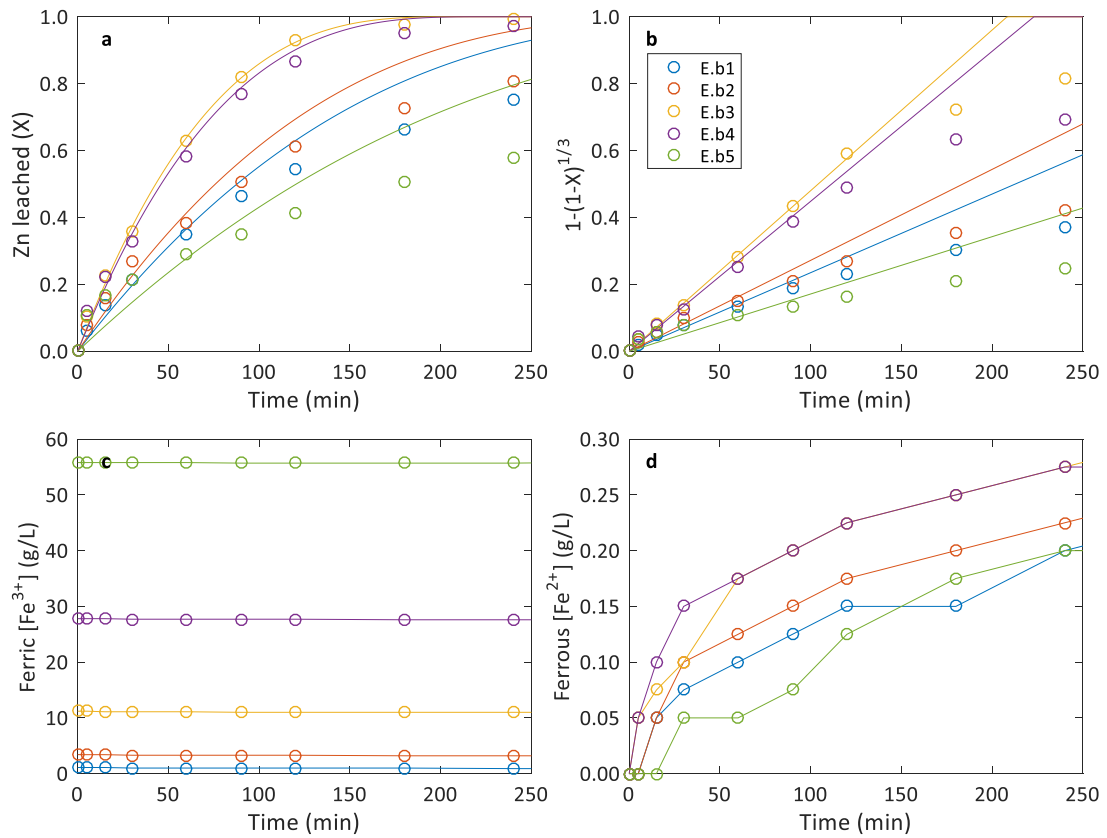 1.0
0.8
0.6
0.4
0.2
0.0
Zn leached (X)
a
0 50 100 150 200 250
Time (min)
1.0
0.8
0.6
0.4
0.2
0.0
1-(1-X)^{1/3}
b
E.b1
E.b2
E.b3
E.b4
E.b5
0 50 100 150 200 250
Time (min)
60
50
40
30
20
10
0
Ferric [Fe^{3+}] (g/L)
c
0 50 100 150 200 250
Time (min)
0.30
0.25
0.20
0.15
0.10
0.05
0.00
Ferrous [Fe^{2+}] (g/L)
d
0 50 100 150 200 250
Time (min)